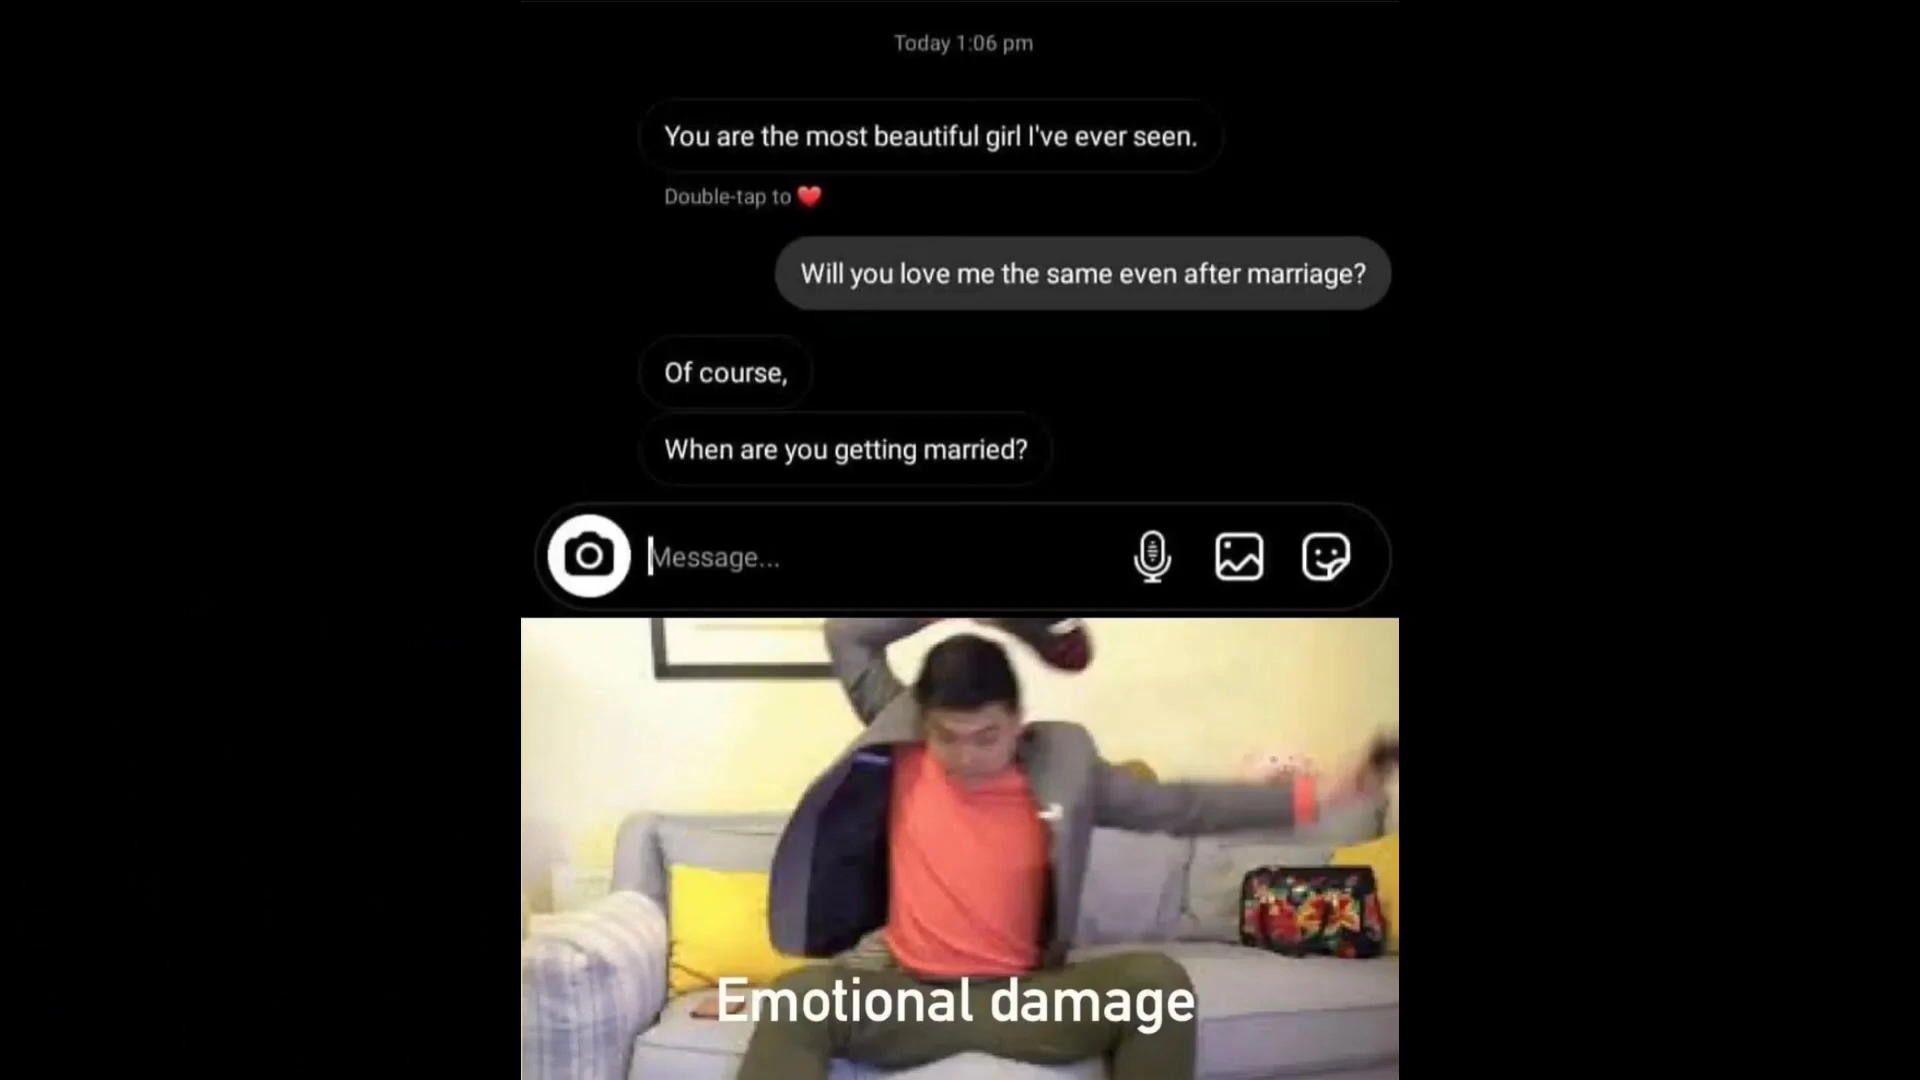 Today 1:06 pm
You are the most beautiful girl I've ever seen.
Double-tap to ❤️
Will you love me the same even after marriage?
Of course,
When are you getting married?
Message...
Emotional damage